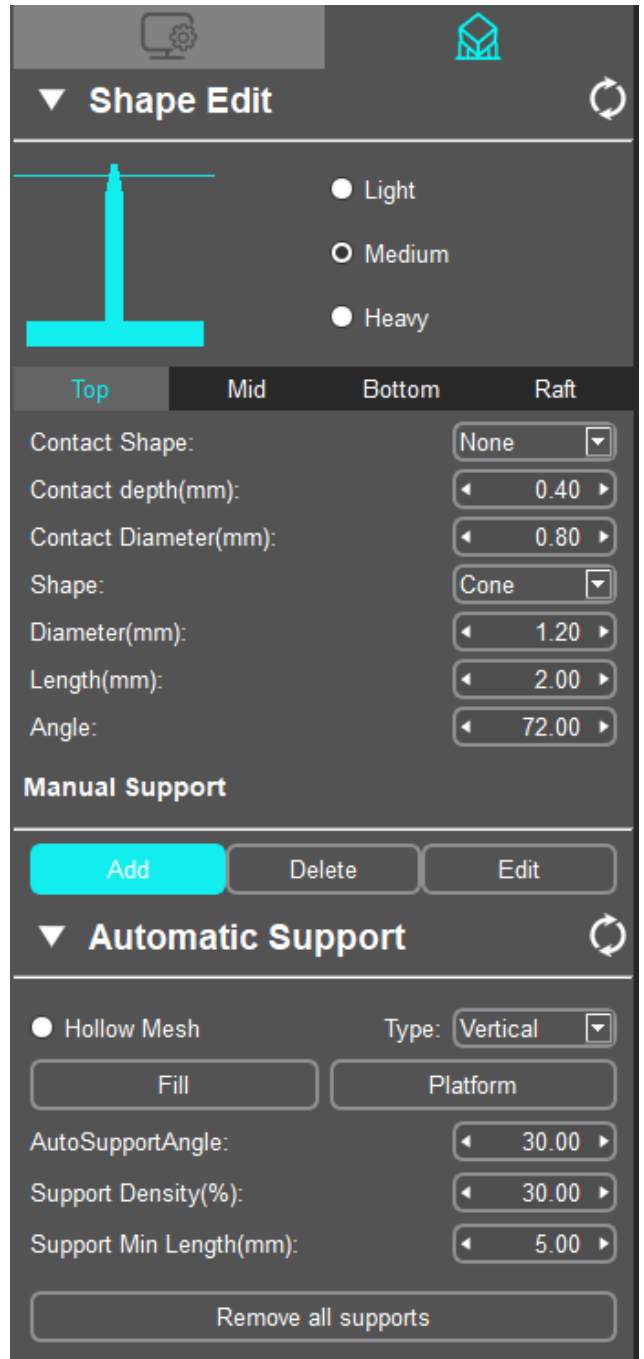 Shape Edit
Light
Medium
Heavy
Top Mid Bottom Raft
Contact Shape: None
Contact depth(mm): 0.40
Contact Diameter(mm): 0.80
Shape: Cone
Diameter(mm): 1.20
Length(mm): 2.00
Angle: 72.00
Manual Support
Add Delete Edit
Automatic Support
Hollow Mesh Type: Vertical
Fill Platform
AutoSupportAngle: 30.00
Support Density(%): 30.00
Support Min Length(mm): 5.00
Remove all supports